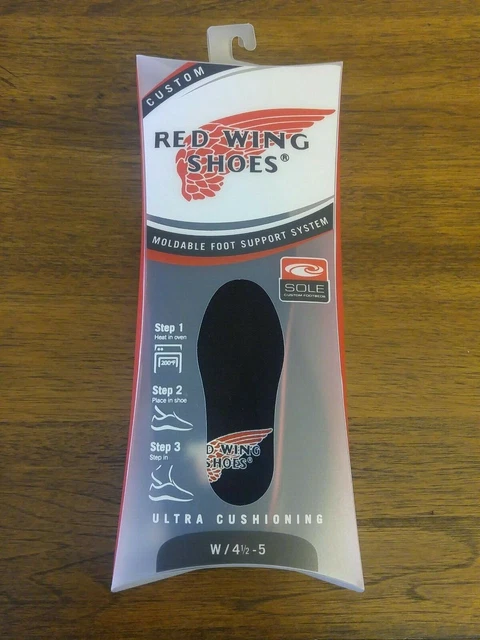 CUSTOM
RED WING
SHOES®
MOLDABLE FOOT SUPPORT SYSTEM
SOLE
CUSTOM FOOTBEDS
Step 1
Heat in oven
200°F
Step 2
Place in shoe
Step 3
Step in
RED WING
SHOES®
ULTRA CUSHIONING
W / 4½ - 5